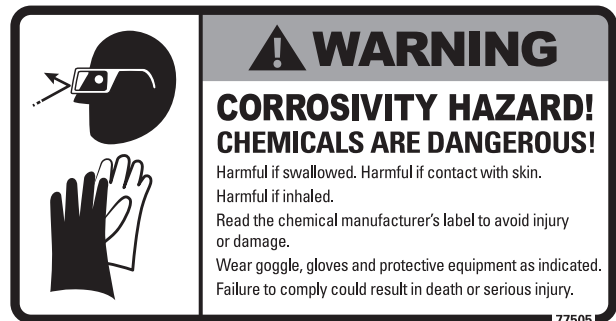 WARNING
CORROSIVITY HAZARD!
CHEMICALS ARE DANGEROUS!
Harmful if swallowed. Harmful if contact with skin.
Harmful if inhaled.
Read the chemical manufacturer's label to avoid injury
or damage.
Wear goggle, gloves and protective equipment as indicated.
Failure to comply could result in death or serious injury.
77505